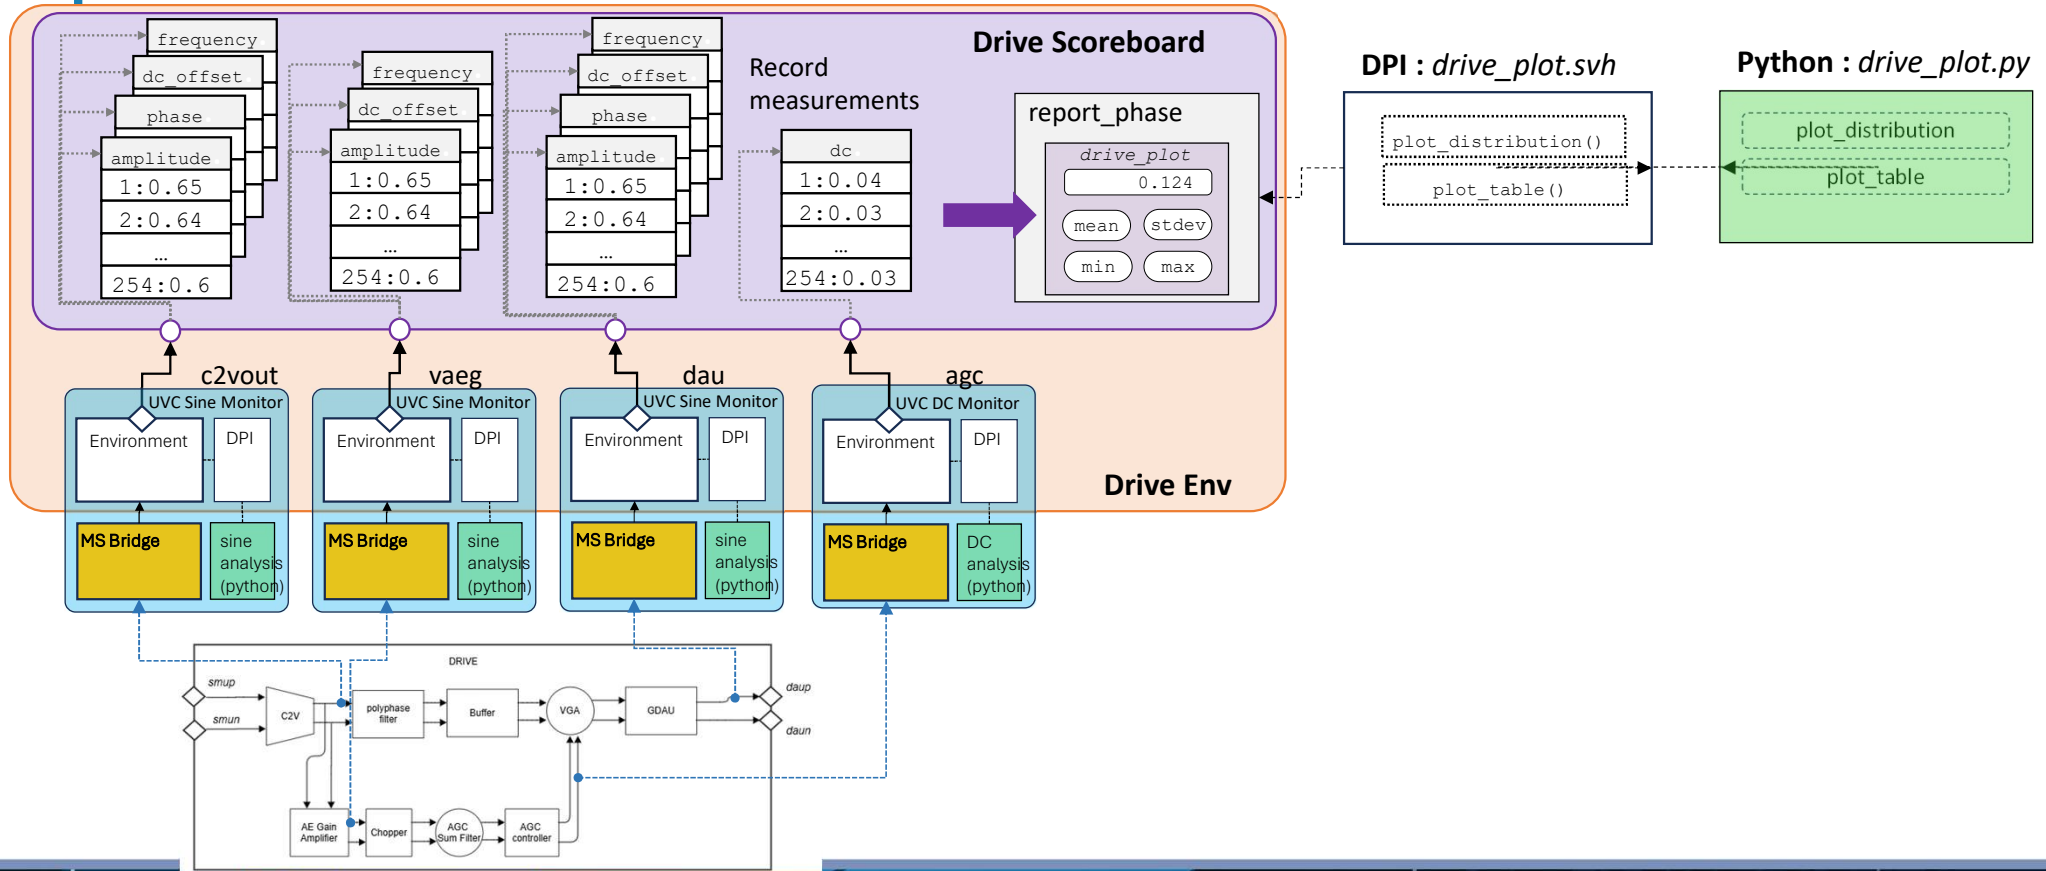 Drive Scoreboard
frequency
dc_offset
phase
amplitude
1:0.65
2:0.64
...
254:0.6
frequency
dc_offset
amplitude
1:0.65
2:0.64
...
254:0.6
frequency
dc_offset
phase
amplitude
1:0.65
2:0.64
...
254:0.6
Record
measurements
dc
1:0.04
2:0.03
...
254:0.03
report_phase
drive_plot
0.124
mean
stdev
min
max
DPI : drive_plot.svh
plot_distribution()
plot_table()
Python : drive_plot.py
plot_distribution
plot_table
Drive Env
c2vout
UVC Sine Monitor
Environment
DPI
MS Bridge
sine
analysis
(python)
vaeg
UVC Sine Monitor
Environment
DPI
MS Bridge
sine
analysis
(python)
dau
UVC Sine Monitor
Environment
DPI
MS Bridge
sine
analysis
(python)
agc
UVC DC Monitor
Environment
DPI
MS Bridge
DC
analysis
(python)
DRIVE
smup
smun
C2V
polyphase
filter
Buffer
VGA
GDAU
daup
daun
AE Gain
Amplifier
Chopper
AGC
Sum Filter
AGC
controller